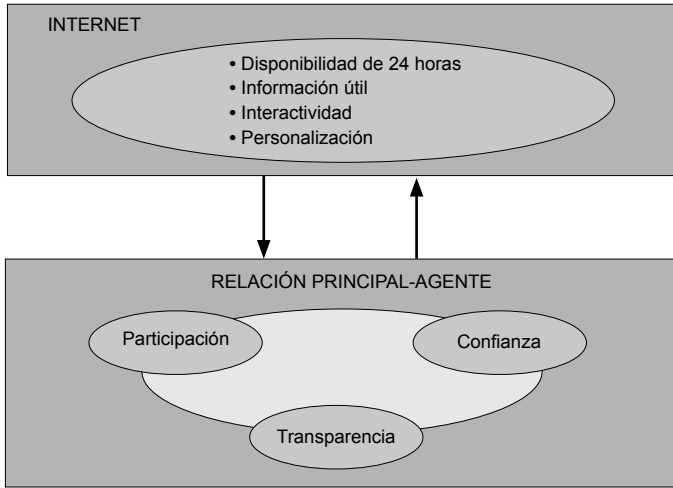 INTERNET
• Disponibilidad de 24 horas
• Información útil
• Interactividad
• Personalización
RELACIÓN PRINCIPAL-AGENTE
Participación
Confianza
Transparencia